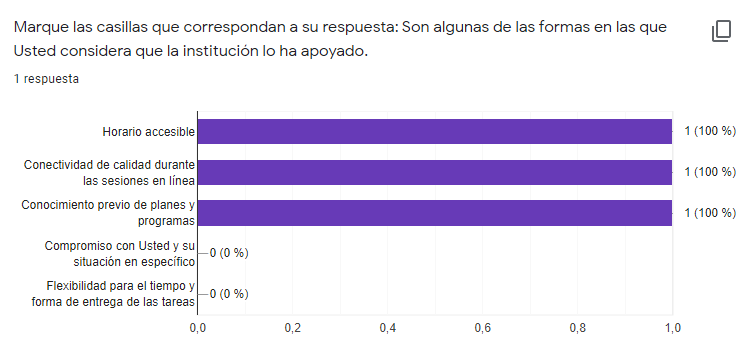 Marque las casillas que correspondan a su respuesta: Son algunas de las formas en las que
Usted considera que la institución lo ha apoyado.
1 respuesta
Horario accesible
1 (100 %)
Conectividad de calidad durante
las sesiones en línea
1 (100 %)
Conocimiento previo de planes y
programas
1 (100 %)
Compromiso con Usted y su
situación en específico
0 (0 %)
Flexibilidad para el tiempo y
forma de entrega de las tareas
0 (0 %)
0,0 0,2 0,4 0,6 0,8 1,0